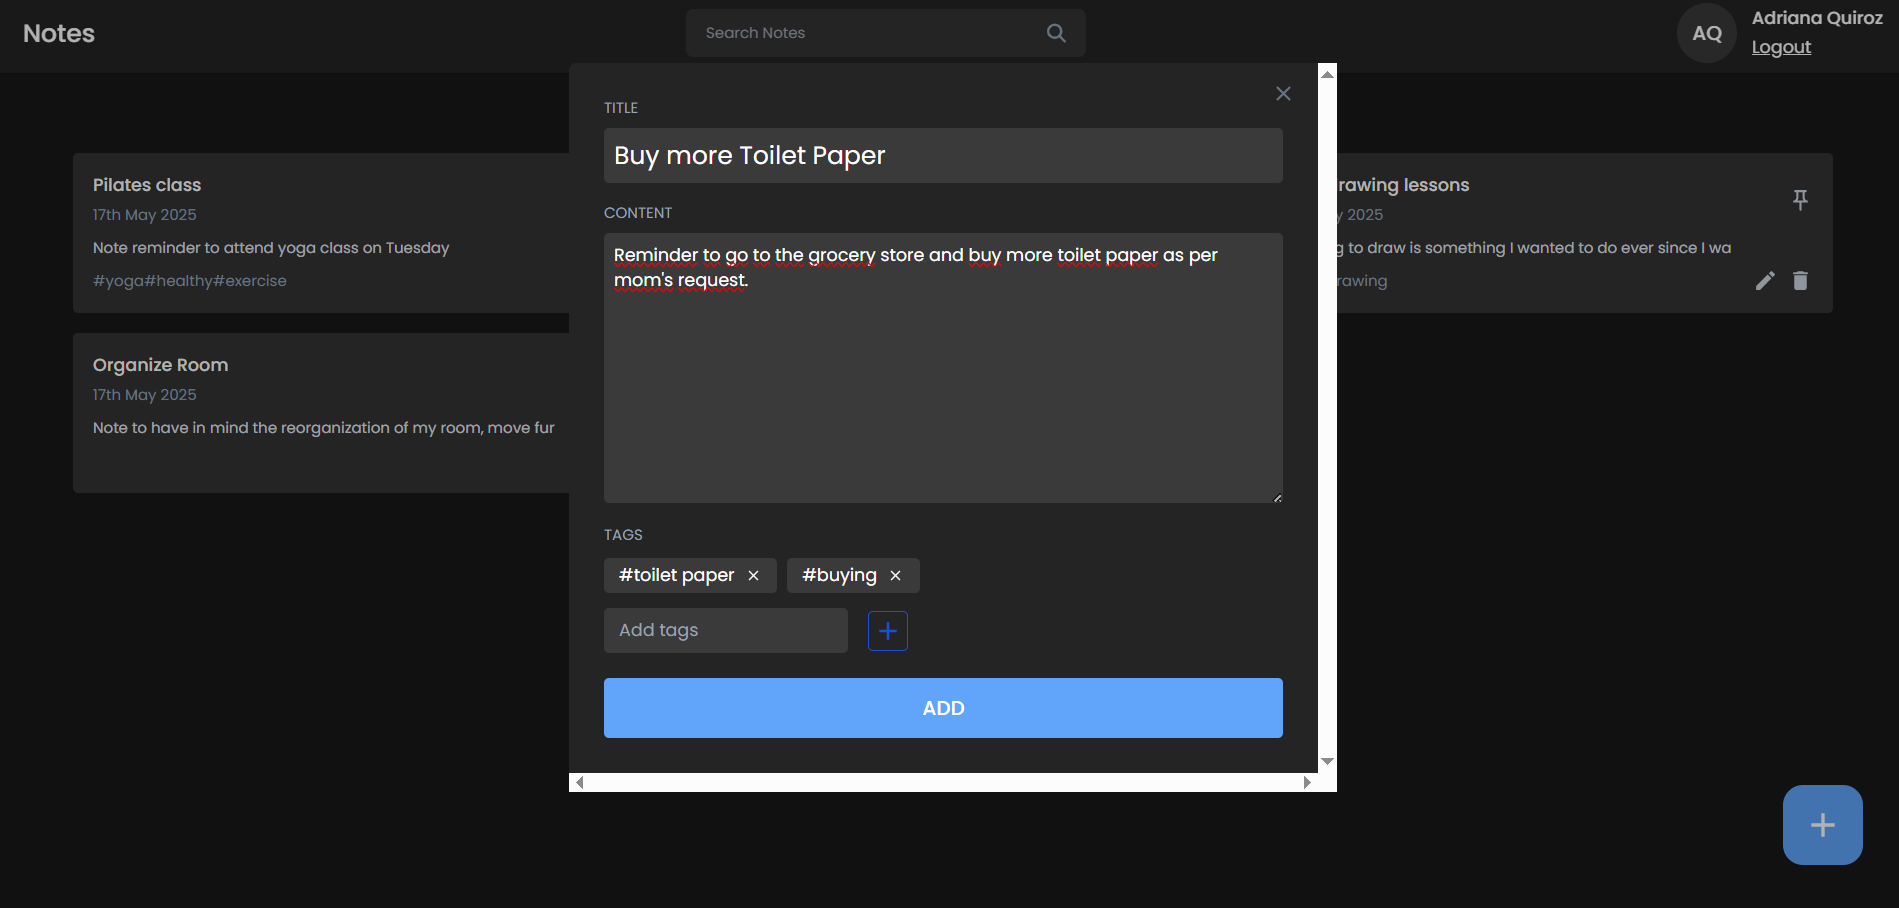 Notes
Search Notes
AQ
Adriana Quiroz
Logout
Pilates class
17th May 2025
Note reminder to attend yoga class on Tuesday
#yoga#healthy#exercise
Organize Room
17th May 2025
Note to have in mind the reorganization of my room, move fur
TITLE
Buy more Toilet Paper
CONTENT
Reminder to go to the grocery store and buy more toilet paper as per
mom's request.
TAGS
#toilet paper
#buying
Add tags
ADD
rawing lessons
y 2025
g to draw is something I wanted to do ever since I wa
rawing